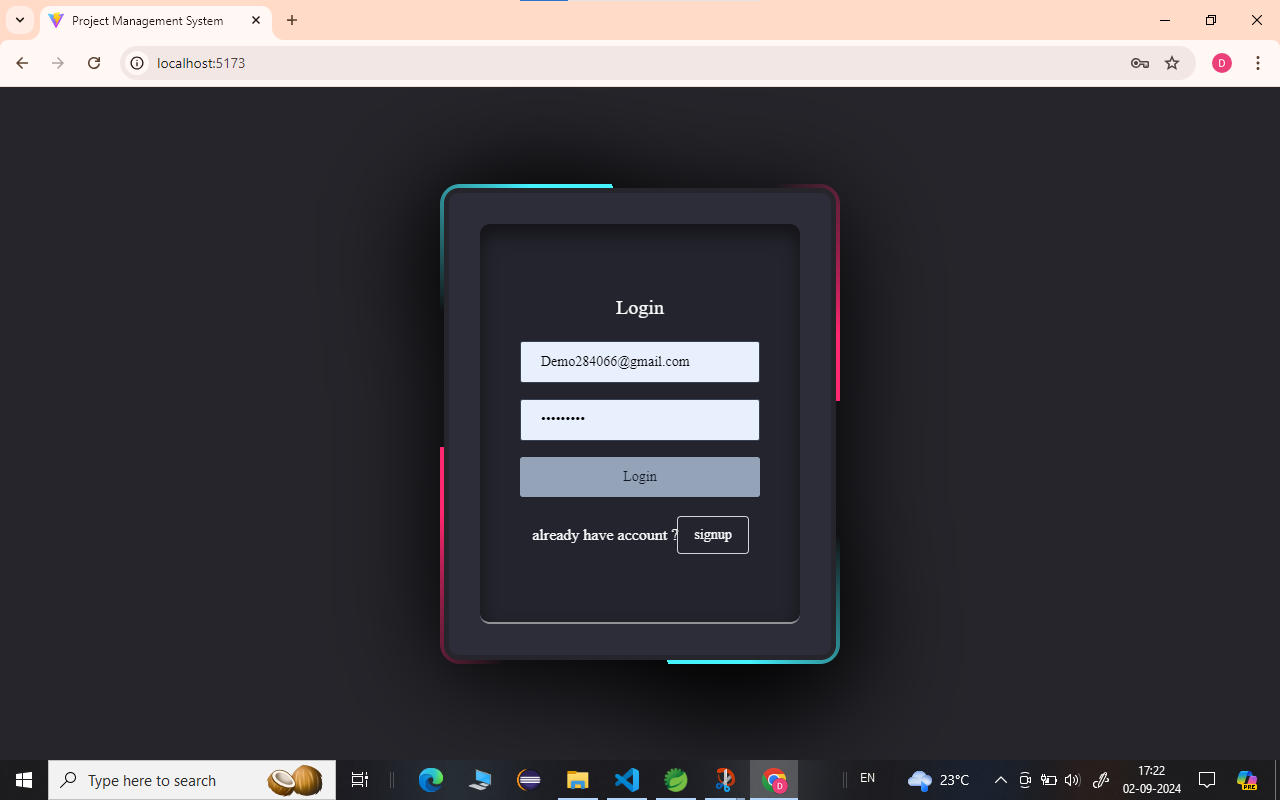 Project Management System
localhost:5173
D
Login
Demo284066@gmail.com
•••••••••
Login
already have account ? signup
Type here to search
D
EN
23°C
17:22
02-09-2024
PRE